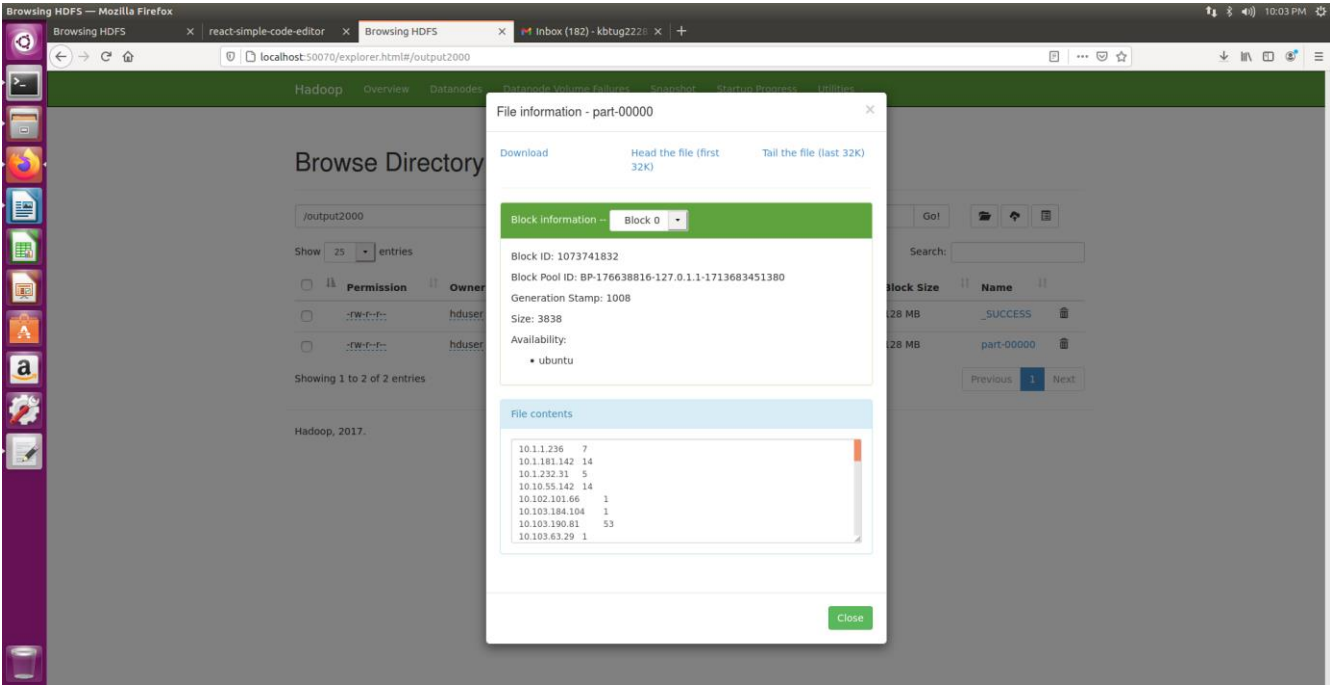 Browsing HDFS — Mozilla Firefox
10:03 PM
Browsing HDFS × react-simple-code-editor × Browsing HDFS × Inbox (182) - kbtug2228 × +
localhost:50070/explorer.html#/output2000
Hadoop Overview Datanodes Datanode Volume Failures Snapshot Startup Progress Utilities
File information - part-00000 ×
Download Head the file (first 32K) Tail the file (last 32K)
Browse Directory
/output2000 Go!
Show 25 entries Search:
Permission Owner Block Size Name
-rw-r--r-- hduser 128 MB _SUCCESS
-rw-r--r-- hduser 128 MB part-00000
Showing 1 to 2 of 2 entries Previous 1 Next
Hadoop, 2017.
Block information -- Block 0
Block ID: 1073741832
Block Pool ID: BP-176638816-127.0.1.1-1713683451380
Generation Stamp: 1008
Size: 3838
Availability:
• ubuntu
File contents
10.1.1.236 7
10.1.181.142 14
10.1.232.31 5
10.10.55.142 14
10.102.101.66 1
10.103.184.104 1
10.103.190.81 53
10.103.63.29 1
Close